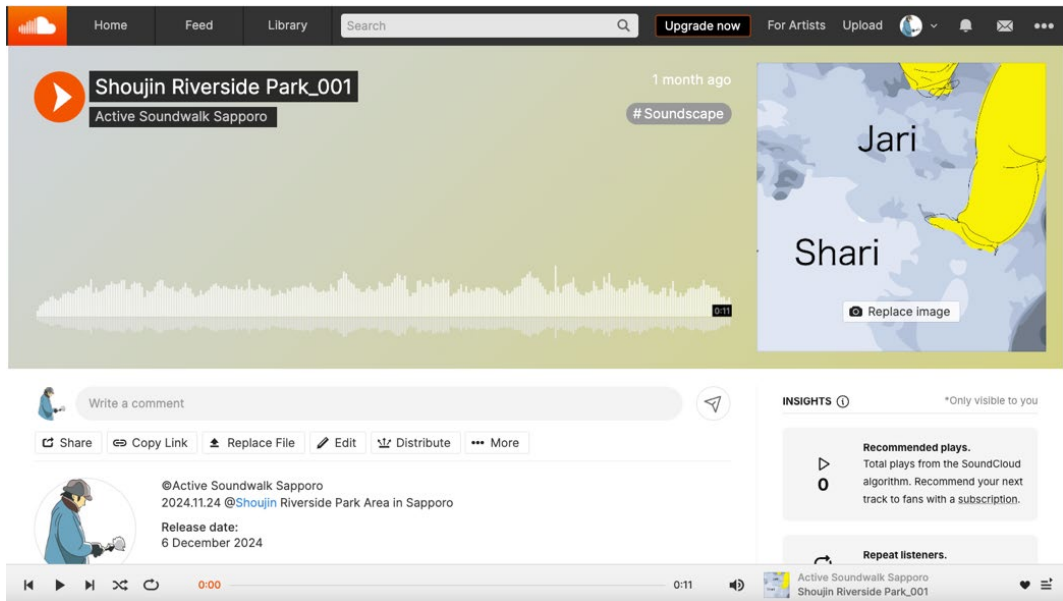 Home Feed Library Search Upgrade now For Artists Upload
Shoujin Riverside Park_001
Active Soundwalk Sapporo
1 month ago
# Soundscape
Jari
Shari
Replace image
0:11
Write a comment
Share Copy Link Replace File Edit Distribute More
©Active Soundwalk Sapporo
2024.11.24 @Shoujin Riverside Park Area in Sapporo
Release date:
6 December 2024
INSIGHTS *Only visible to you
Recommended plays.
0
Total plays from the SoundCloud
algorithm. Recommend your next
track to fans with a subscription.
Repeat listeners.
0:00 0:11
Active Soundwalk Sapporo
Shoujin Riverside Park_001